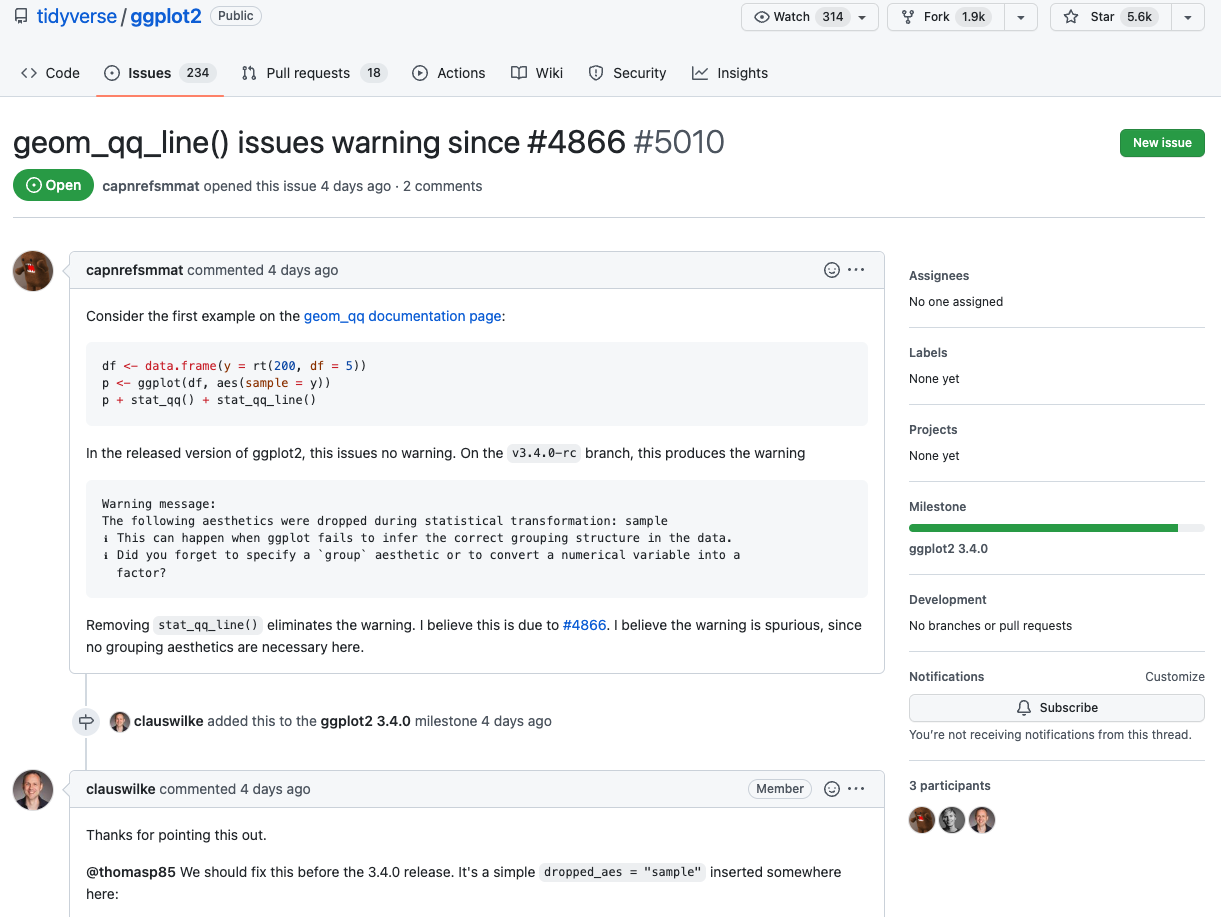 tidyverse / ggplot2 Public
Watch 314
Fork 1.9k
Star 5.6k
Code
Issues 234
Pull requests 18
Actions
Wiki
Security
Insights
geom_qq_line() issues warning since #4866 #5010
New issue
Open
capnrefsmmat opened this issue 4 days ago · 2 comments
capnrefsmmat commented 4 days ago
Consider the first example on the geom_qq documentation page:
df <- data.frame(y = rt(200, df = 5))
p <- ggplot(df, aes(sample = y))
p + stat_qq() + stat_qq_line()
In the released version of ggplot2, this issues no warning. On the v3.4.0-rc branch, this produces the warning
Warning message:
The following aesthetics were dropped during statistical transformation: sample
ℹ This can happen when ggplot fails to infer the correct grouping structure in the data.
ℹ Did you forget to specify a `group` aesthetic or to convert a numerical variable into a
factor?
Removing stat_qq_line() eliminates the warning. I believe this is due to #4866. I believe the warning is spurious, since
no grouping aesthetics are necessary here.
clauswilke added this to the ggplot2 3.4.0 milestone 4 days ago
clauswilke commented 4 days ago
Member
Thanks for pointing this out.
@thomasp85 We should fix this before the 3.4.0 release. It's a simple dropped_aes = "sample" inserted somewhere
here:
Assignees
No one assigned
Labels
None yet
Projects
None yet
Milestone
ggplot2 3.4.0
Development
No branches or pull requests
Notifications
Customize
Subscribe
You're not receiving notifications from this thread.
3 participants